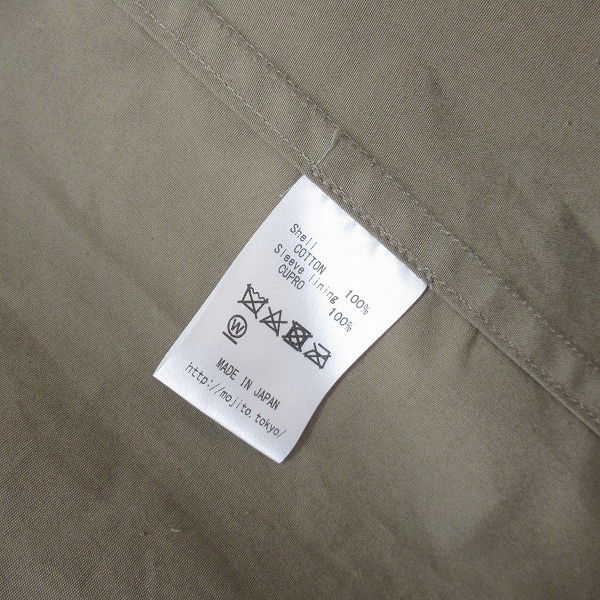 Shell
COTTON 100%
Sleeve lining
CUPRO 100%
W
MADE IN JAPAN
http://mojito.tokyo/